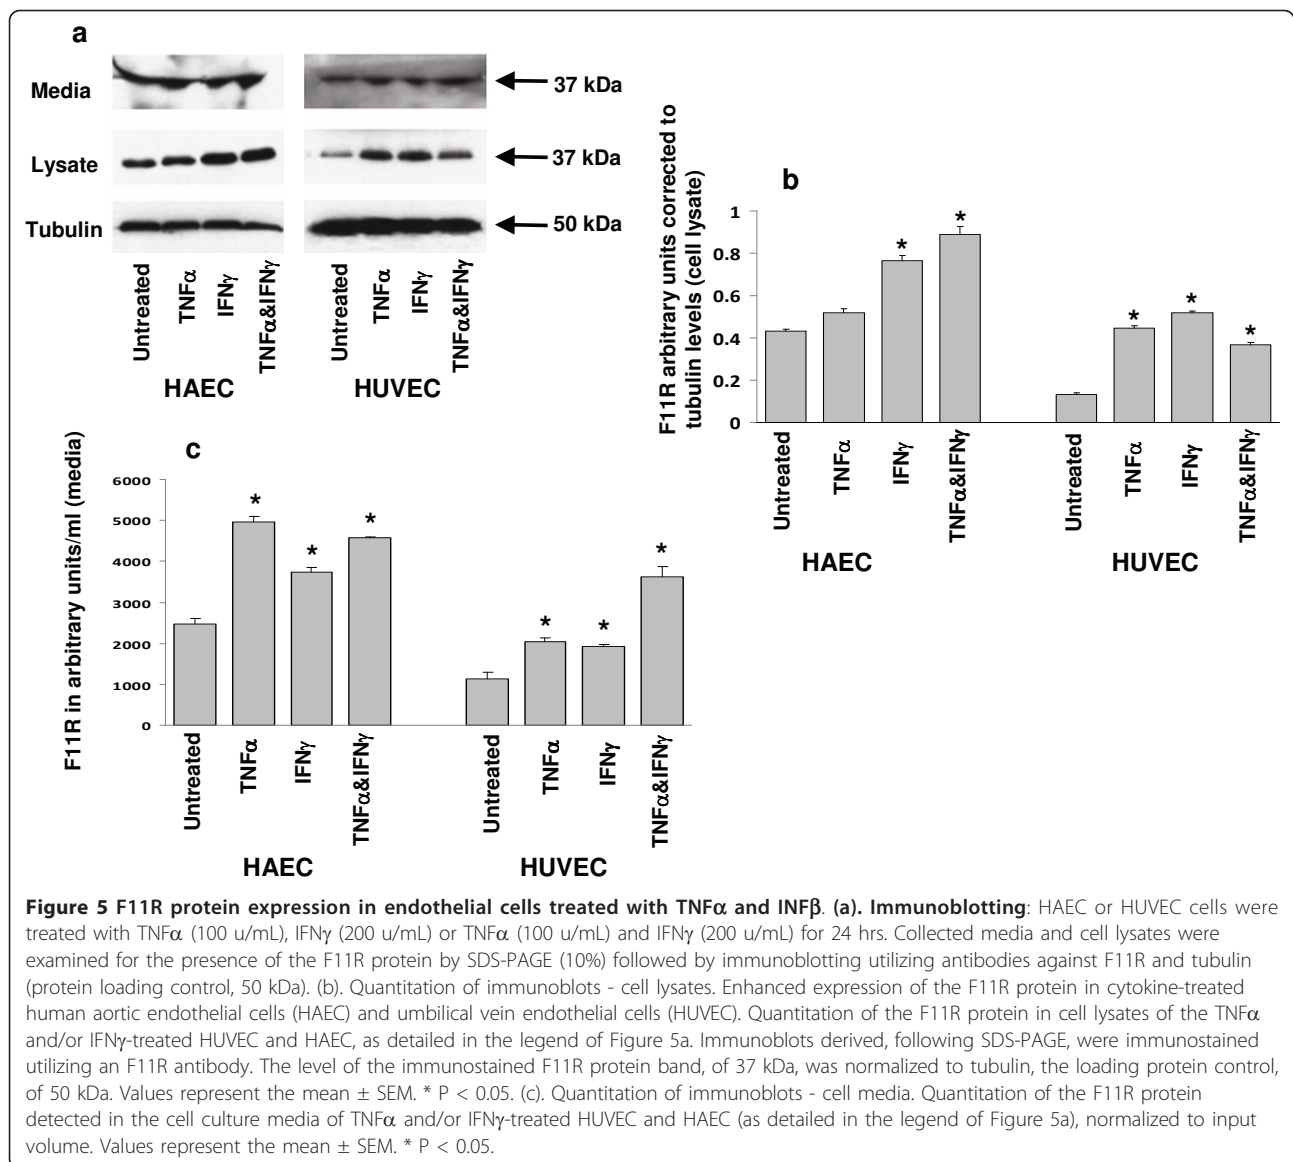 a
Media
37 kDa
Lysate
37 kDa
Tubulin
50 kDa
Untreated
TNFα
IFNγ
TNFα&IFNγ
Untreated
TNFα
IFNγ
TNFα&IFNγ
HAEC
HUVEC
b
F11R arbitrary units corrected to
tubulin levels (cell lysate)
1
0.8
0.6
0.4
0.2
0
*
*
*
*
*
Untreated
TNFα
IFNγ
TNFα&IFNγ
Untreated
TNFα
IFNγ
TNFα&IFNγ
HAEC
HUVEC
c
F11R in arbitrary units/ml (media)
6000
5000
4000
3000
2000
1000
0
*
*
*
*
*
*
Untreated
TNFα
IFNγ
TNFα&IFNγ
Untreated
TNFα
IFNγ
TNFα&IFNγ
HAEC
HUVEC
Figure 5 F11R protein expression in endothelial cells treated with TNFα and INFβ. (a). Immunoblotting: HAEC or HUVEC cells were
treated with TNFα (100 u/mL), IFNγ (200 u/mL) or TNFα (100 u/mL) and IFNγ (200 u/mL) for 24 hrs. Collected media and cell lysates were
examined for the presence of the F11R protein by SDS-PAGE (10%) followed by immunoblotting utilizing antibodies against F11R and tubulin
(protein loading control, 50 kDa). (b). Quantitation of immunoblots - cell lysates. Enhanced expression of the F11R protein in cytokine-treated
human aortic endothelial cells (HAEC) and umbilical vein endothelial cells (HUVEC). Quantitation of the F11R protein in cell lysates of the TNFα
and/or IFNγ-treated HUVEC and HAEC, as detailed in the legend of Figure 5a. Immunoblots derived, following SDS-PAGE, were immunostained
utilizing an F11R antibody. The level of the immunostained F11R protein band, of 37 kDa, was normalized to tubulin, the loading protein control,
of 50 kDa. Values represent the mean ± SEM. * P < 0.05. (c). Quantitation of immunoblots - cell media. Quantitation of the F11R protein
detected in the cell culture media of TNFα and/or IFNγ-treated HUVEC and HAEC (as detailed in the legend of Figure 5a), normalized to input
volume. Values represent the mean ± SEM. * P < 0.05.